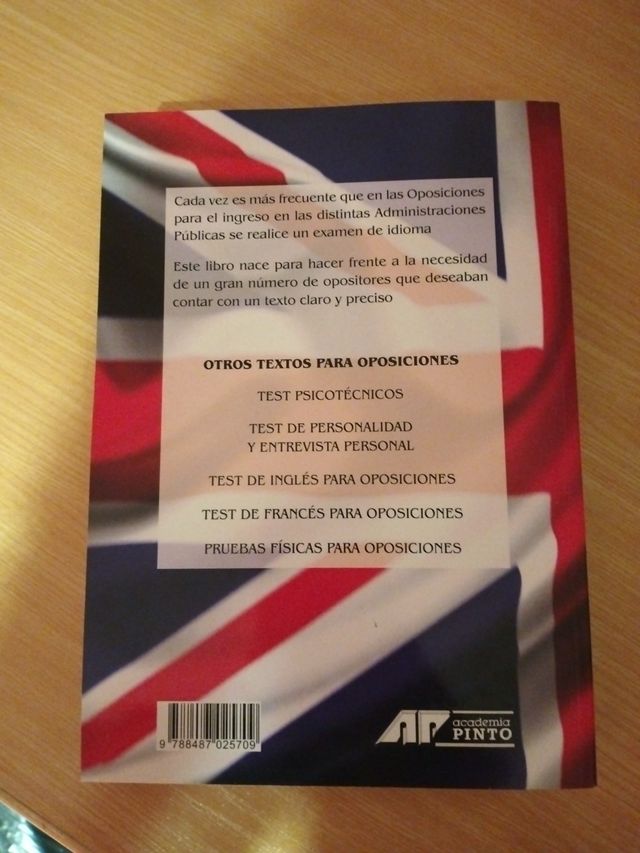 Cada vez es más frecuente que en las Oposiciones
para el ingreso en las distintas Administraciones
Públicas se realice un examen de idioma
Este libro nace para hacer frente a la necesidad
de un gran número de opositores que deseaban
contar con un texto claro y preciso
OTROS TEXTOS PARA OPOSICIONES
TEST PSICOTÉCNICOS
TEST DE PERSONALIDAD
Y ENTREVISTA PERSONAL
TEST DE INGLÉS PARA OPOSICIONES
TEST DE FRANCÉS PARA OPOSICIONES
PRUEBAS FÍSICAS PARA OPOSICIONES
9 788487 025709
AP academia
PINTO